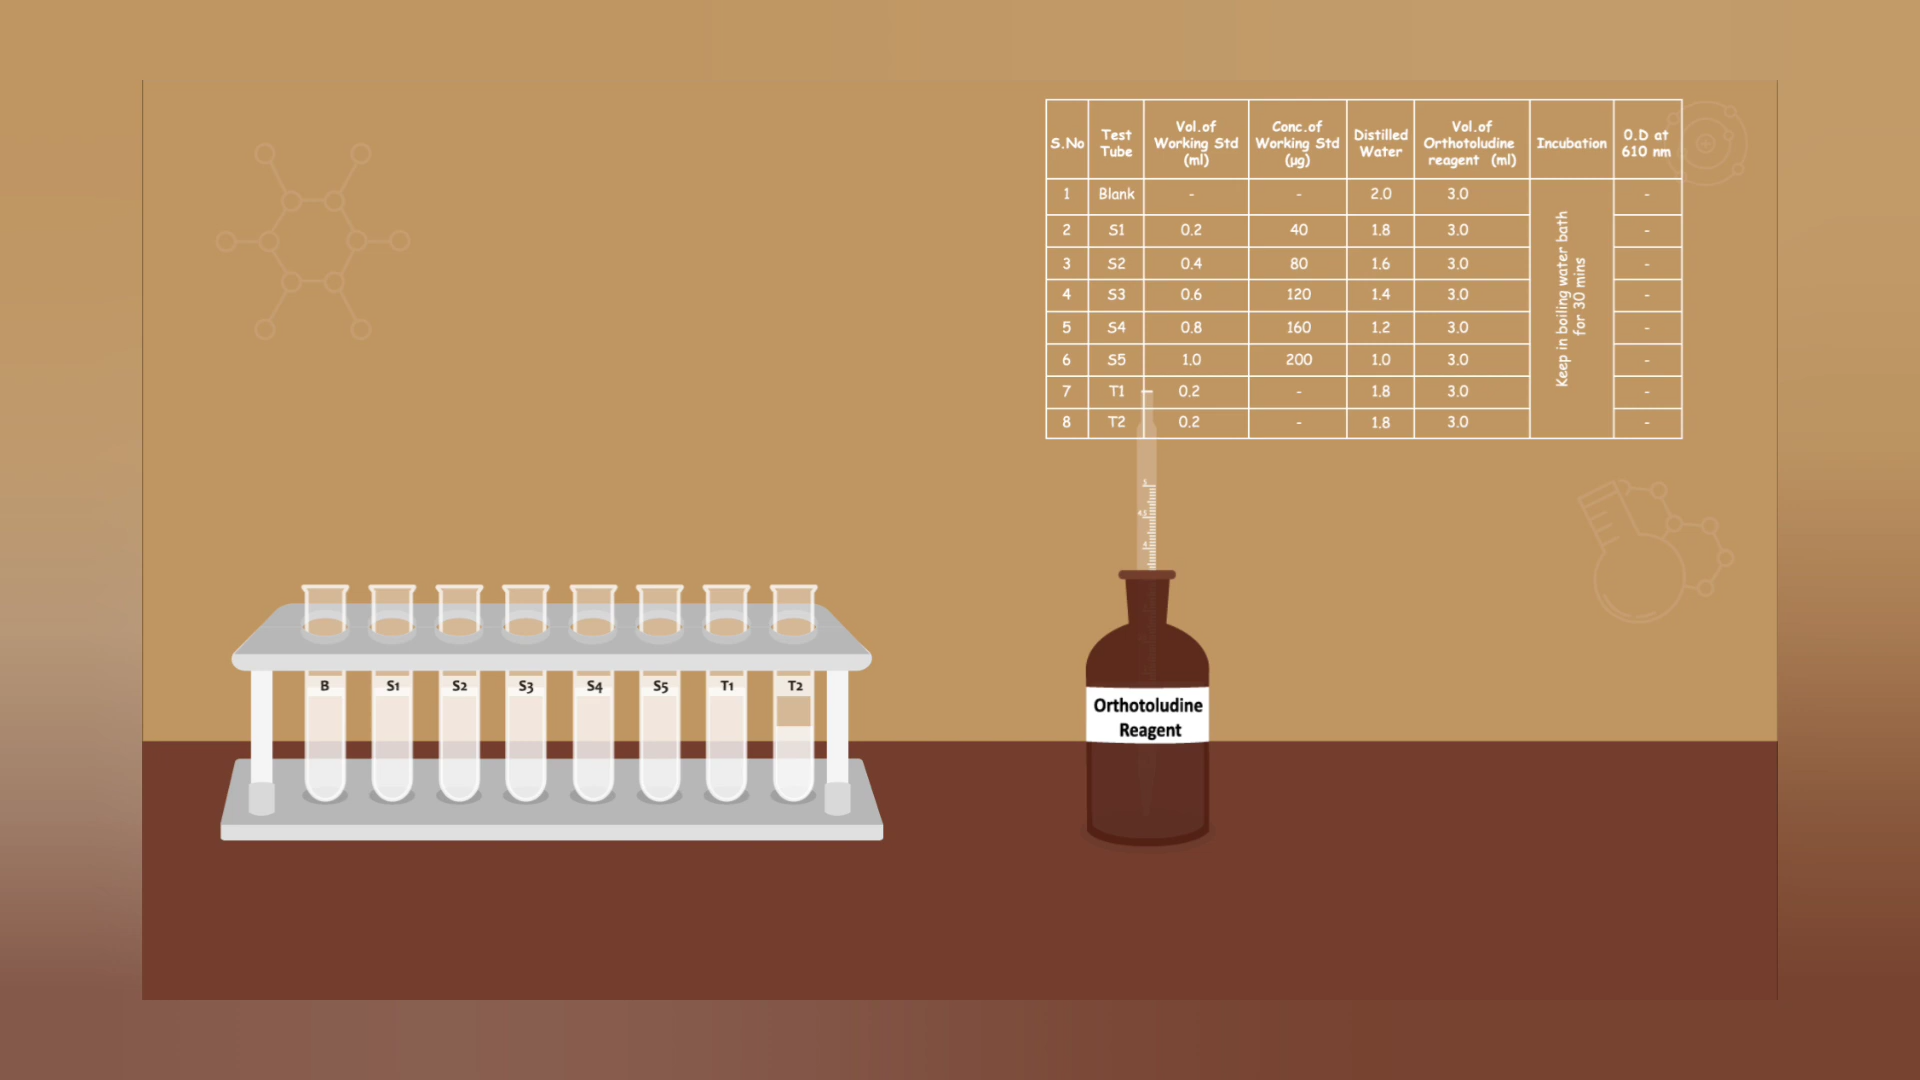 S.No Test Tube Vol.of Working Std (ml) Conc.of Working Std (µg) Distilled Water Vol.of Orthotoludine reagent (ml) Incubation O.D at 610 nm
1 Blank - - 2.0 3.0 -
2 S1 0.2 40 1.8 3.0 -
3 S2 0.4 80 1.6 3.0 -
4 S3 0.6 120 1.4 3.0 -
5 S4 0.8 160 1.2 3.0 -
6 S5 1.0 200 1.0 3.0 -
7 T1 0.2 - 1.8 3.0 -
8 T2 0.2 - 1.8 3.0 -
Keep in boiling water bath
for 30 mins
5
4.5
4
B S1 S2 S3 S4 S5 T1 T2
Orthotoludine
Reagent